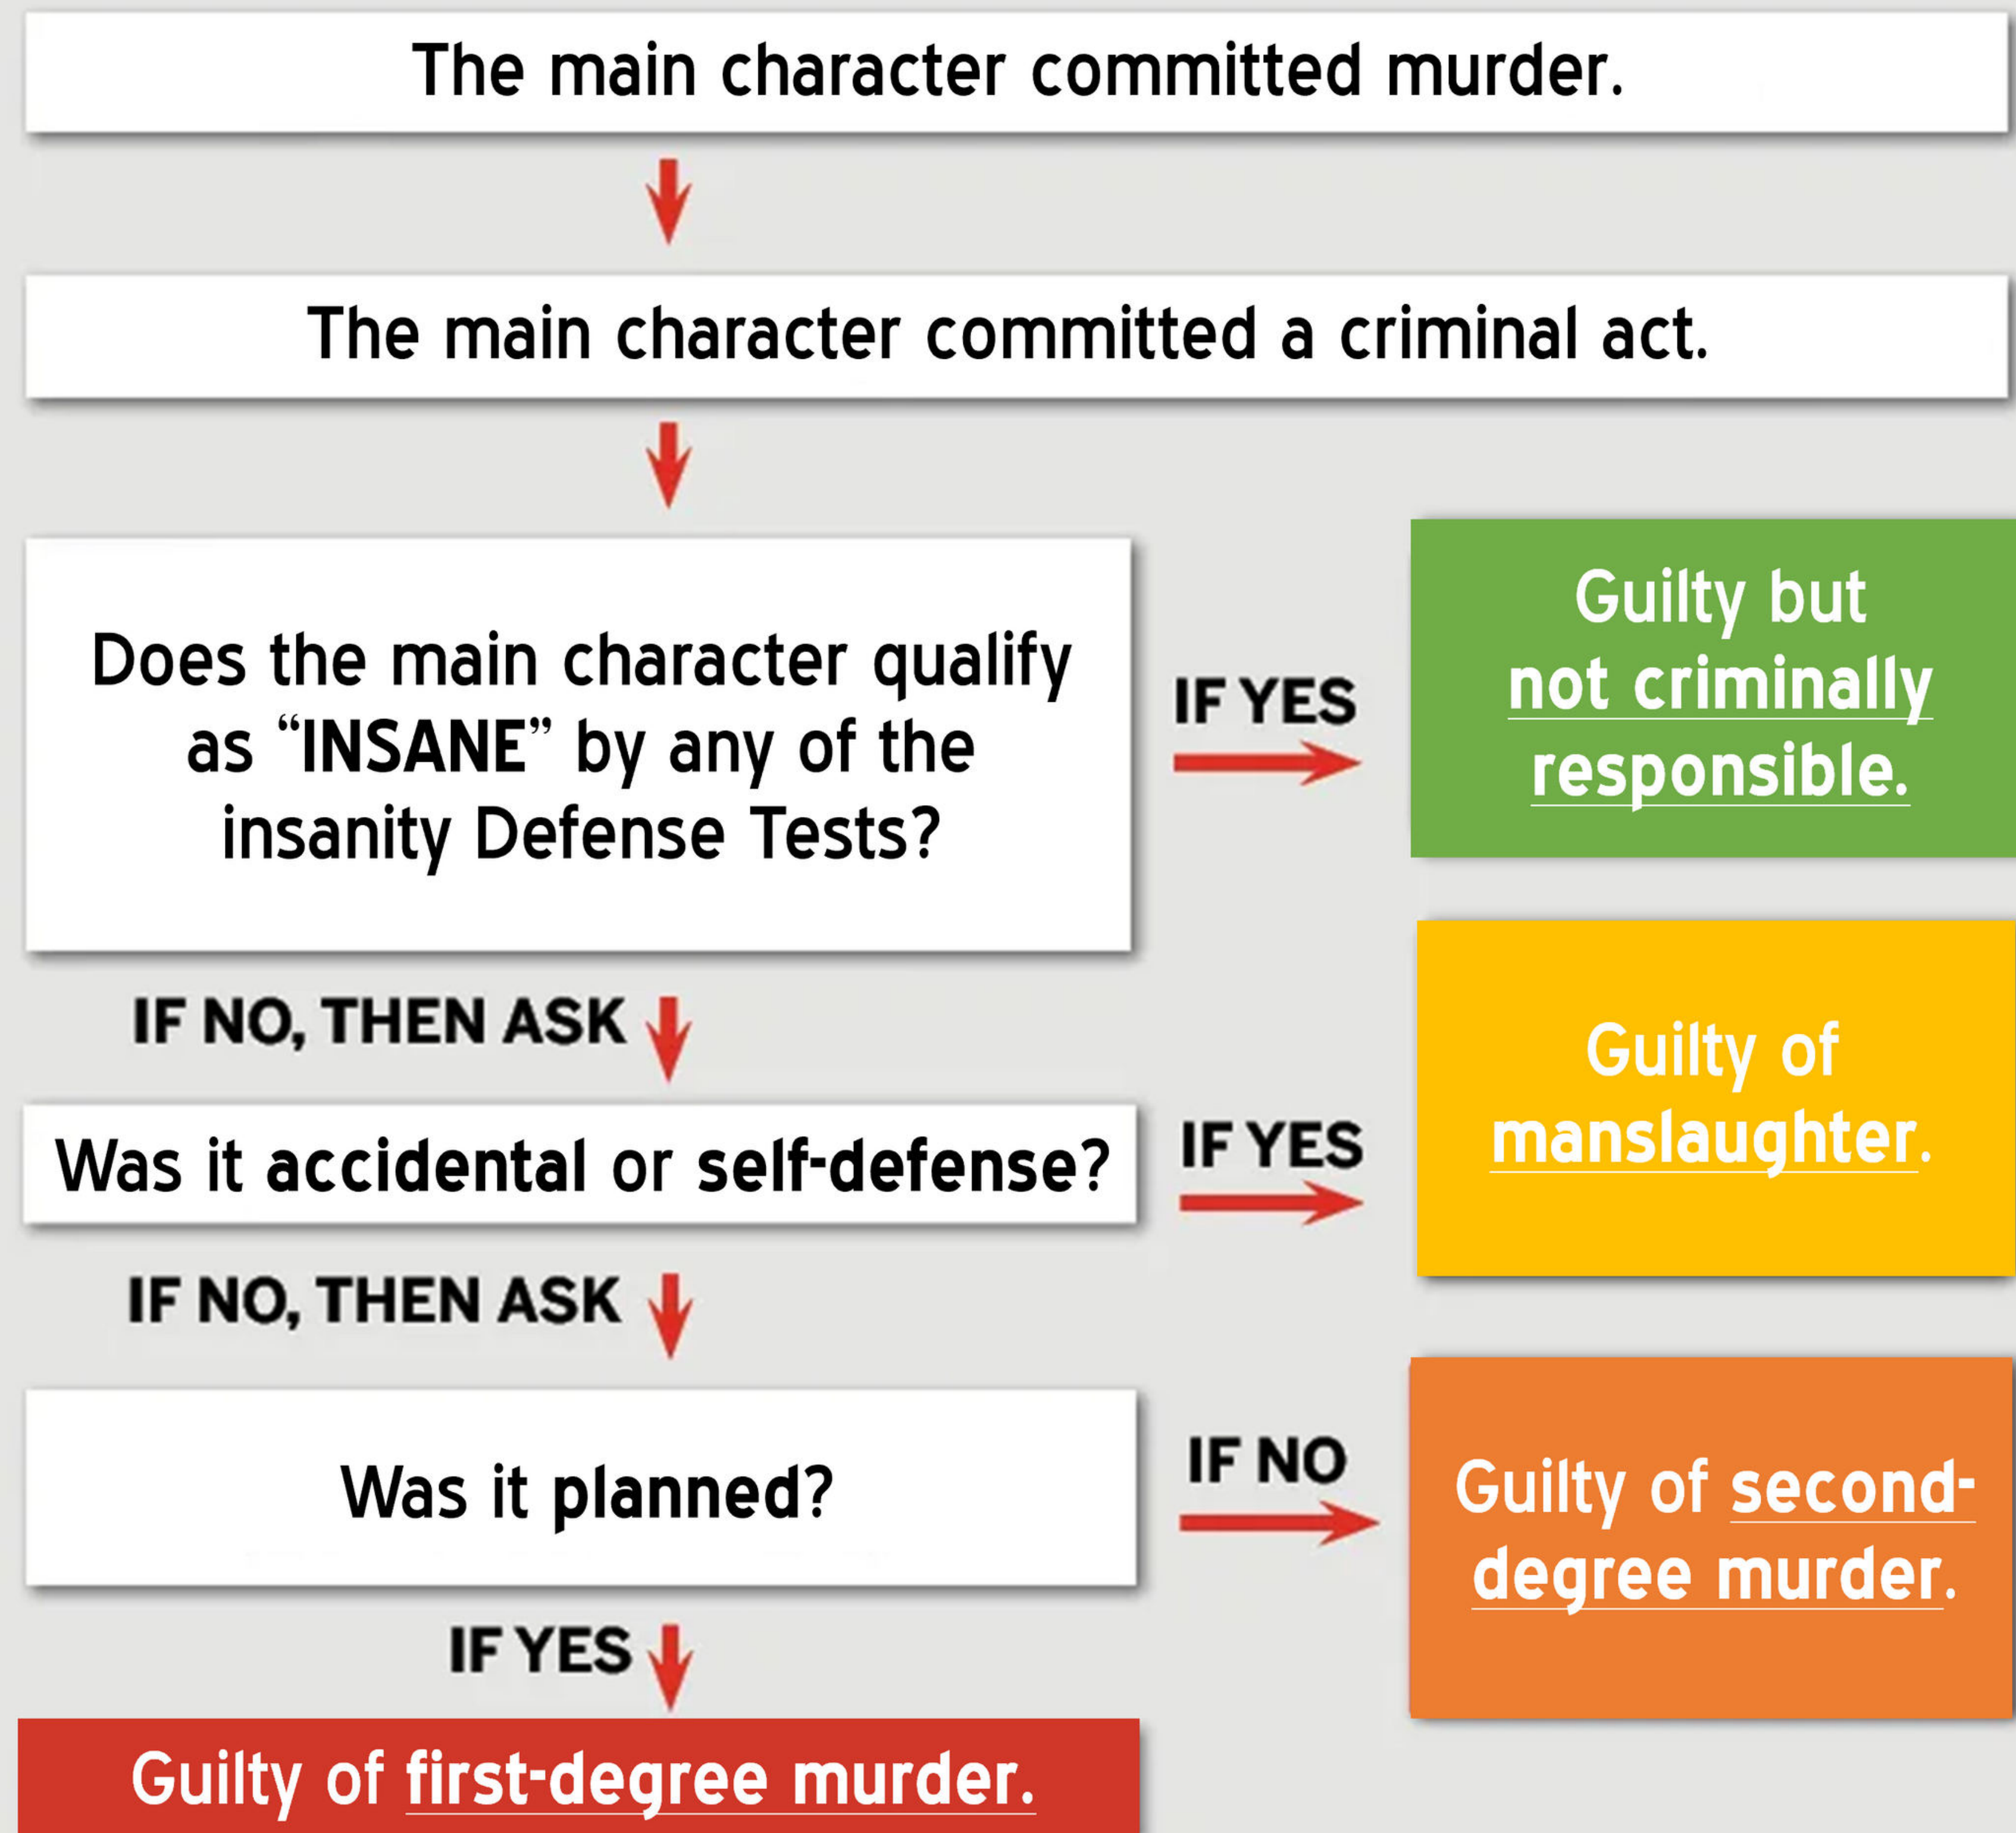 The main character committed murder.
The main character committed a criminal act.
Does the main character qualify
as “INSANE” by any of the
insanity Defense Tests?
IF YES
Guilty but
not criminally
responsible.
IF NO, THEN ASK
Was it accidental or self-defense?
IF YES
Guilty of
manslaughter.
IF NO, THEN ASK
Was it planned?
IF NO
Guilty of second-
degree murder.
IF YES
Guilty of first-degree murder.